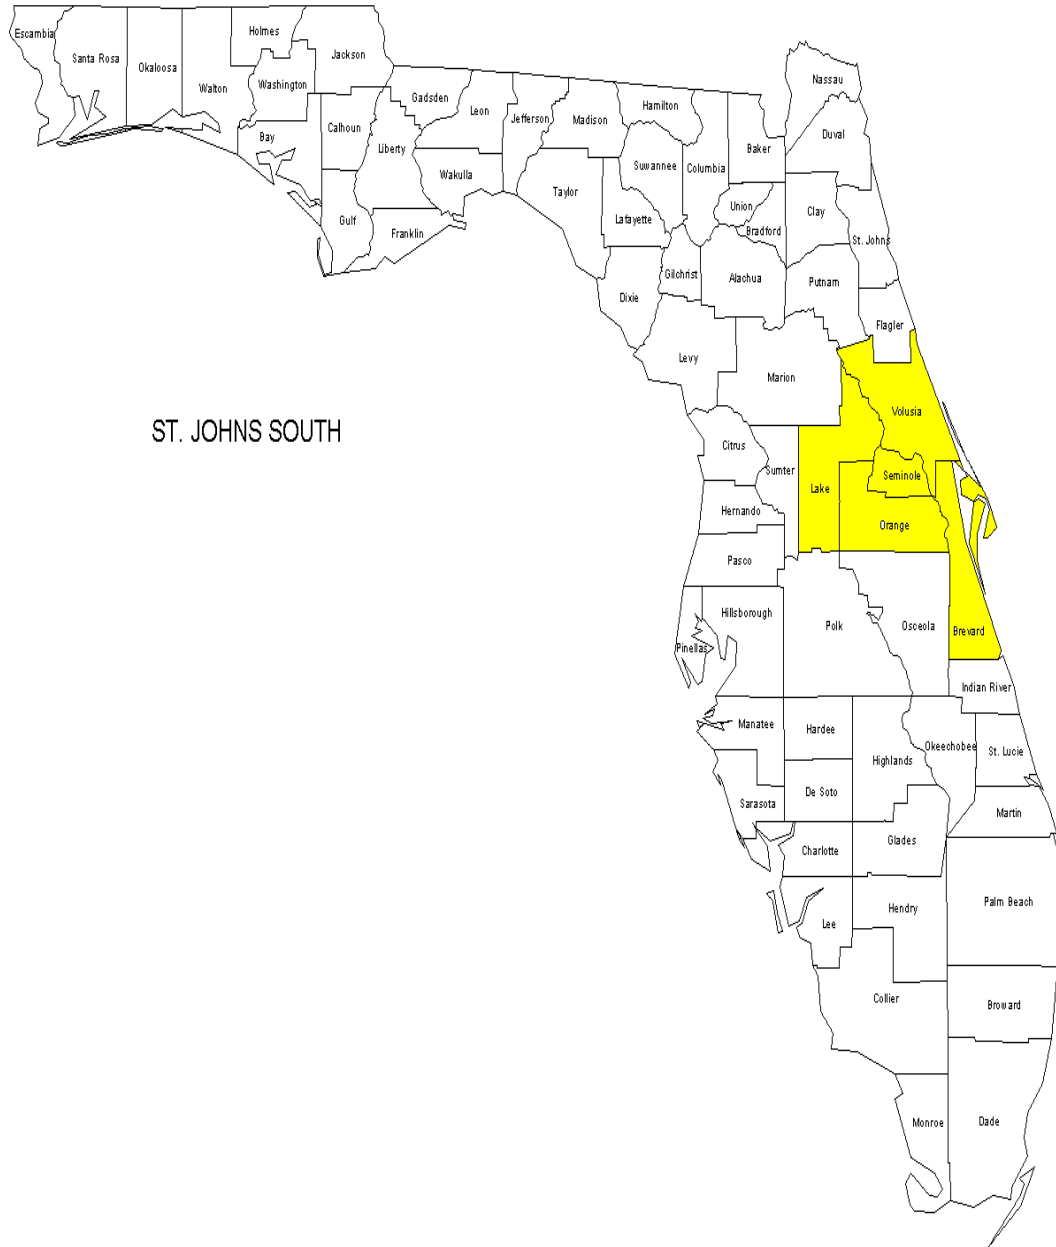 Escambia
Santa Rosa
Okaloosa
Walton
Holmes
Washington
Jackson
Bay
Calhoun
Gulf
Liberty
Gadsden
Franklin
Leon
Wakulla
Jefferson
Madison
Taylor
Hamilton
Suwannee
Lafayette
Columbia
Baker
Nassau
Duval
Union
Bradford
Clay
St. Johns
Gilchrist
Dixie
Alachua
Putnam
Flagler
Levy
Marion
Volusia
ST. JOHNS SOUTH
Citrus
Sumter
Lake
Seminole
Orange
Hernando
Pasco
Hillsborough
Pinellas
Polk
Osceola
Brevard
Indian River
Manatee
Hardee
Highlands
Okeechobee
St. Lucie
Sarasota
De Soto
Martin
Charlotte
Glades
Lee
Hendry
Palm Beach
Collier
Broward
Monroe
Dade